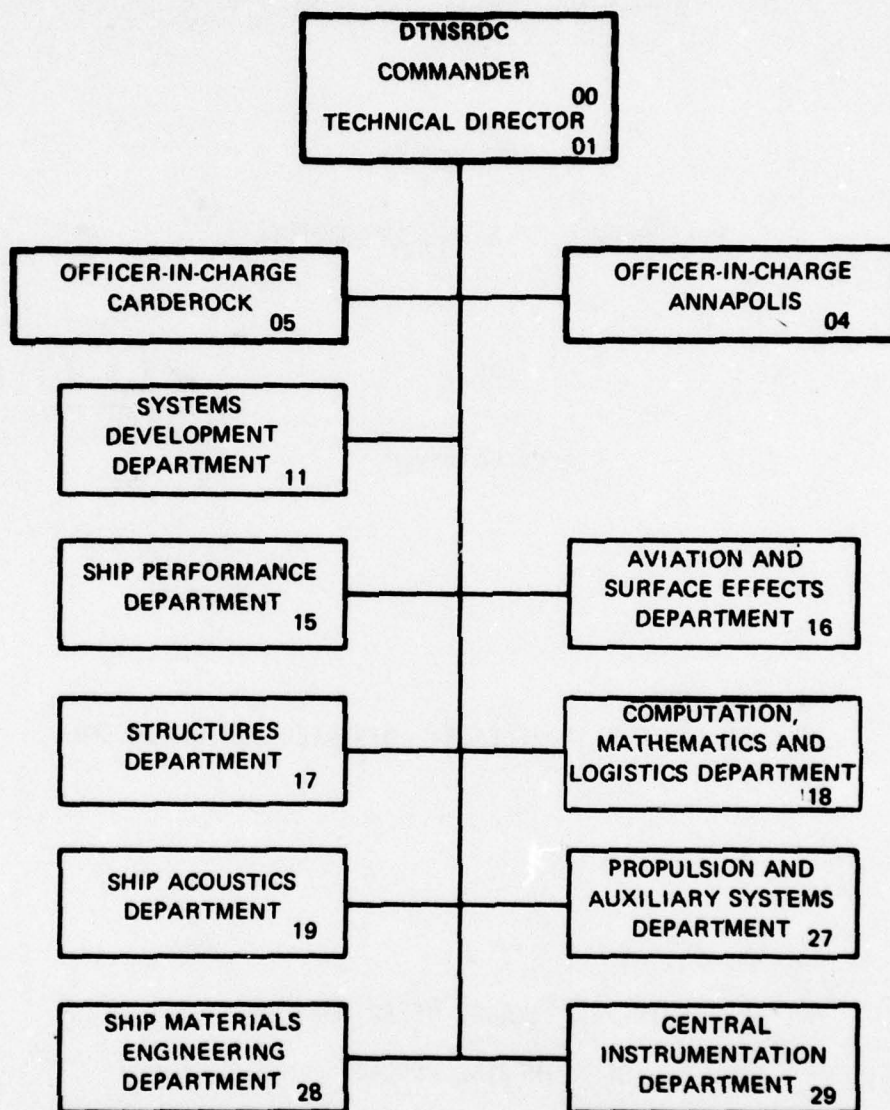 DTNSRDC
COMMANDER
00
TECHNICAL DIRECTOR
01
OFFICER-IN-CHARGE
CARDEROCK
05
OFFICER-IN-CHARGE
ANNAPOLIS
04
SYSTEMS
DEVELOPMENT
DEPARTMENT
11
SHIP PERFORMANCE
DEPARTMENT
15
AVIATION AND
SURFACE EFFECTS
DEPARTMENT
16
STRUCTURES
DEPARTMENT
17
COMPUTATION,
MATHEMATICS AND
LOGISTICS DEPARTMENT
18
SHIP ACOUSTICS
DEPARTMENT
19
PROPULSION AND
AUXILIARY SYSTEMS
DEPARTMENT
27
SHIP MATERIALS
ENGINEERING
DEPARTMENT
28
CENTRAL
INSTRUMENTATION
DEPARTMENT
29